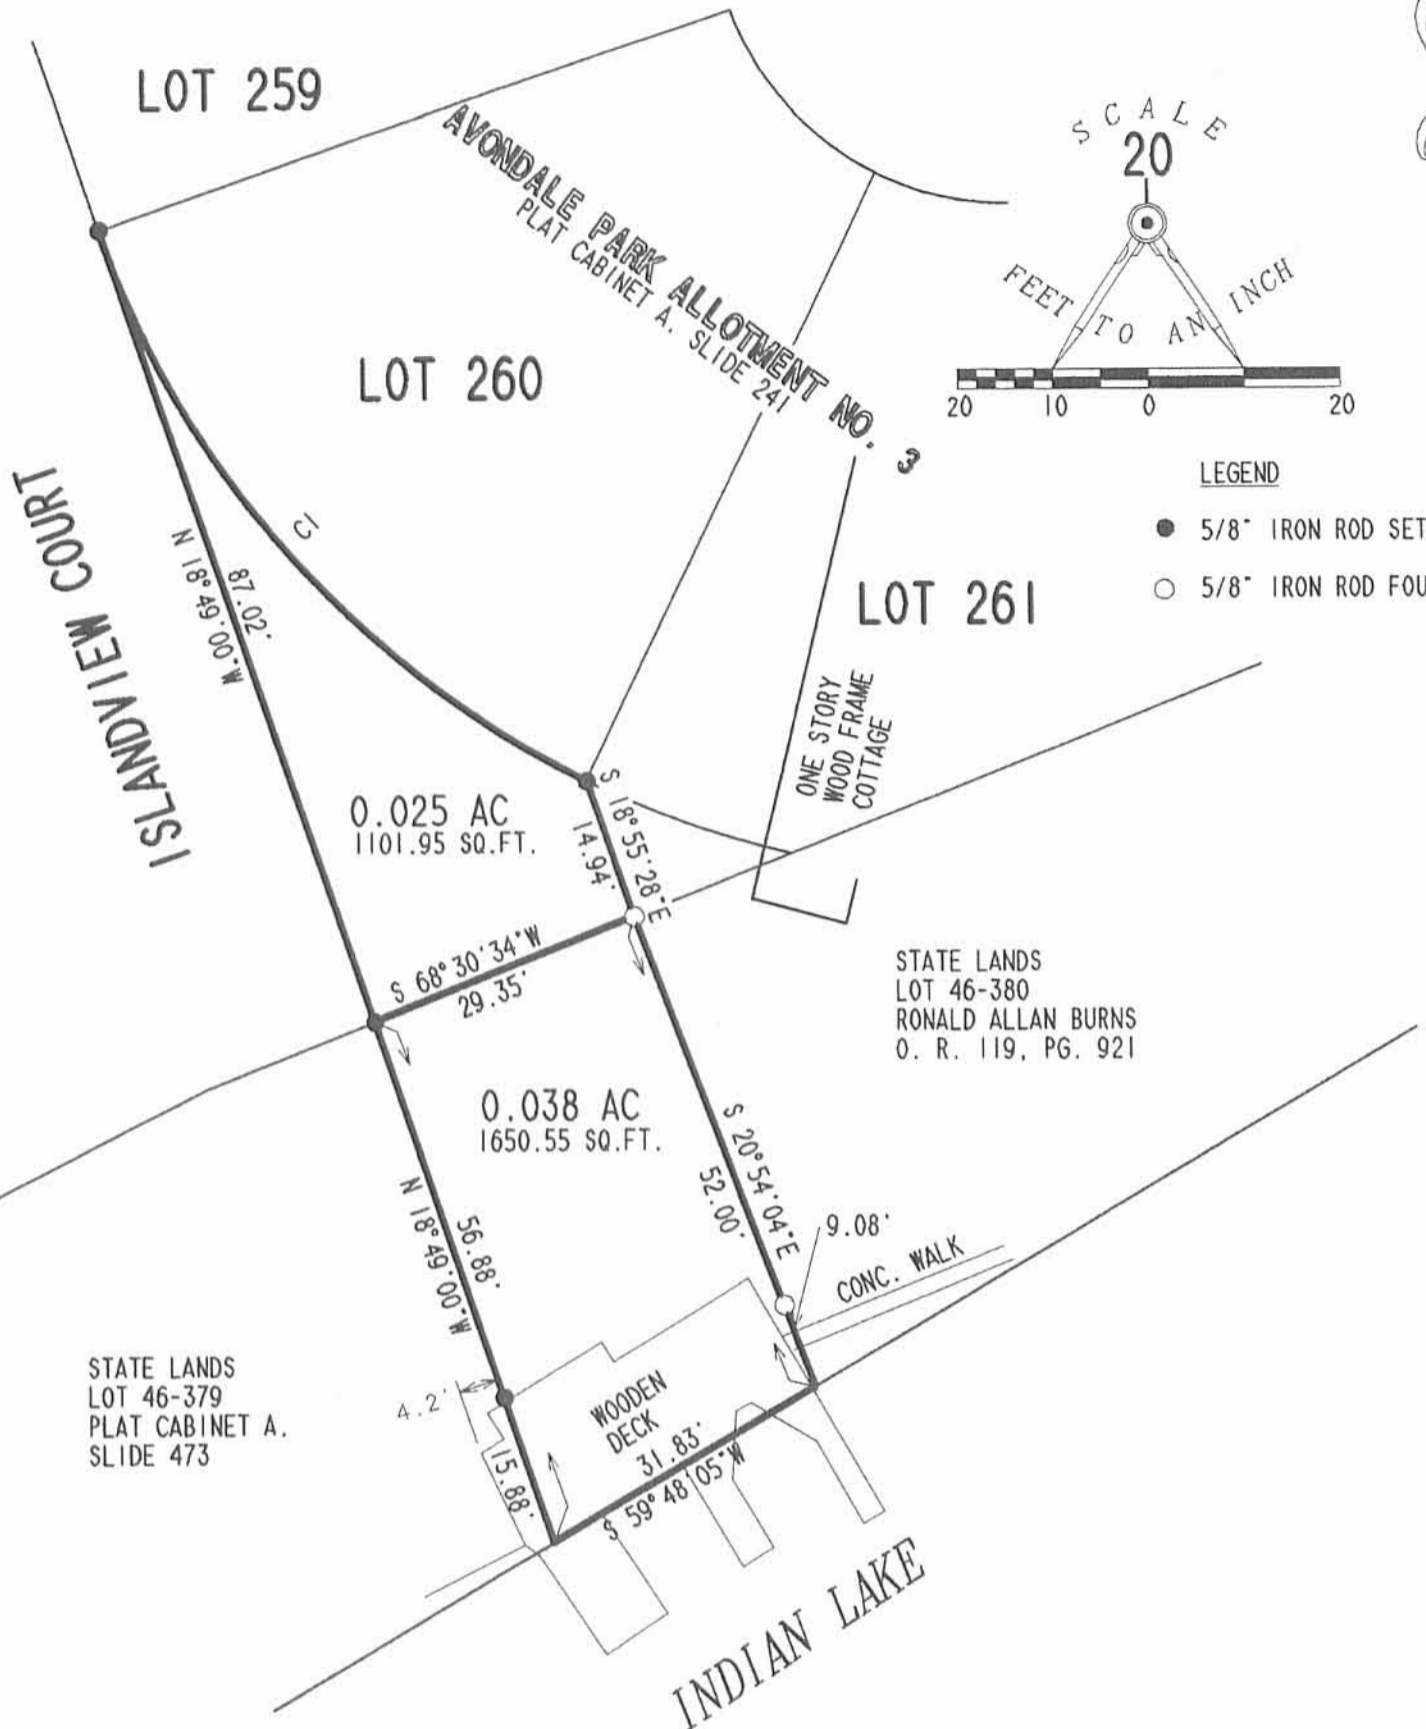 LOT 259
AVONDALE PARK ALLOTMENT NO. 3
PLAT CABINET A. SLIDE 241
SCALE
20
FEET TO AN INCH
20 10 0 20
LOT 260
LEGEND
5/8" IRON ROD SET
5/8" IRON ROD FOU
C1
ISLANDVIEW COURT
87.02'
N 18°49'00"W
LOT 261
ONE STORY
WOOD FRAME
COTTAGE
0.025 AC
1101.95 SQ.FT.
S 18°55'28"E
14.94'
S 68°30'34"W
29.35'
STATE LANDS
LOT 46-380
RONALD ALLAN BURNS
O. R. 119, PG. 921
0.038 AC
1650.55 SQ.FT.
S 20°54'04"E
52.00'
56.88'
N 18°49'00"W
9.08'
CONC. WALK
STATE LANDS
LOT 46-379
PLAT CABINET A.
SLIDE 473
4.2'
WOODEN
DECK
15.88'
31.83'
S 59°48'05"W
INDIAN LAKE